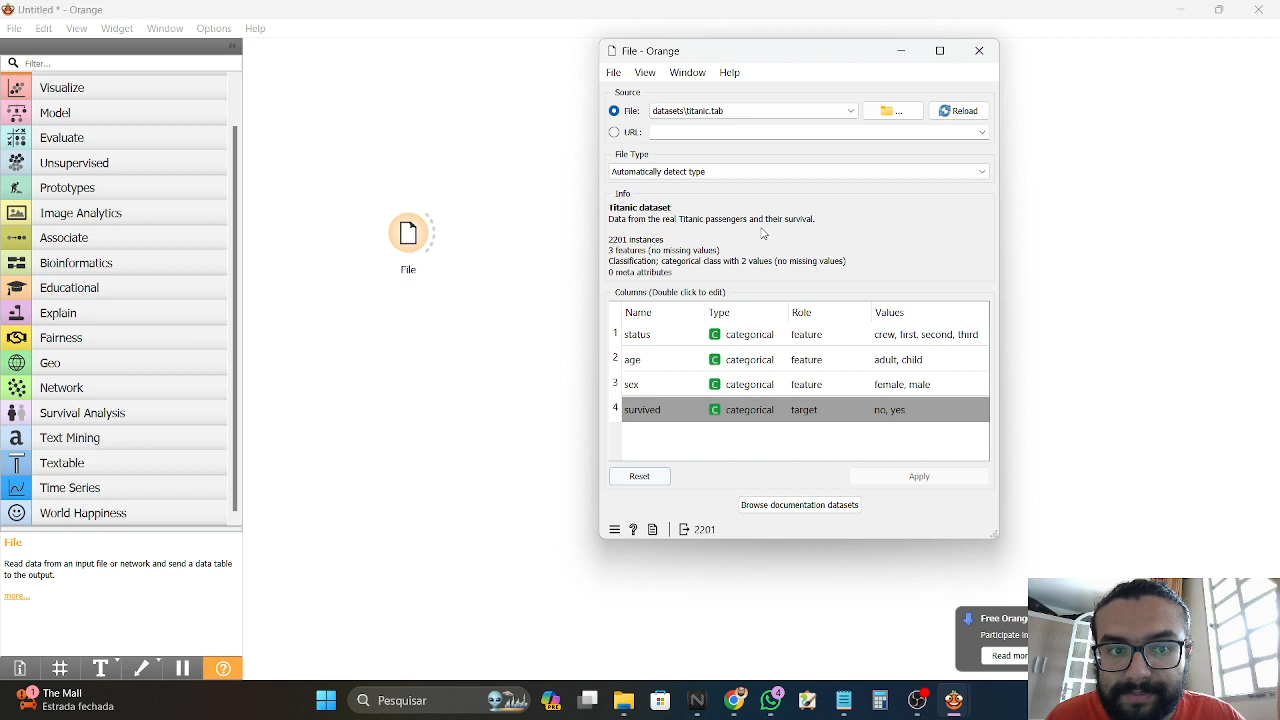 Untitled * - Orange
File Edit View Widget Window Options Help
Filter...
Visualize
Model
Evaluate
Unsupervised
Prototypes
Image Analytics
Associate
Bioinformatics
Educational
Explain
Fairness
Geo
Network
Survival Analysis
Text Mining
Textable
Time Series
World Happiness
File
Read data from an input file or network and send a data table
to the output.
more...
File
File - Orange
File View Window Help
Source
File: datasets\titanic.tab ... Reload
URL:
File Type
Automatically detect type
Info
Titanic dataset
Data from the real Titanic passengers and their survival.
2201 instances
3 features (no missing values)
Classification; categorical class with 2 values (no missing values)
0 meta attributes
Columns (Double click to edit)
Name Type Role Values
1 status C categorical feature crew, first, second, third
2 age C categorical feature adult, child
3 sex C categorical feature female, male
4 survived C categorical target no, yes
Reset Apply
Browse documentation datasets
2201
Free Orang
Participate in
Read mor
1 The Mall
Estrada fechada
Pesquisar
PRE
4